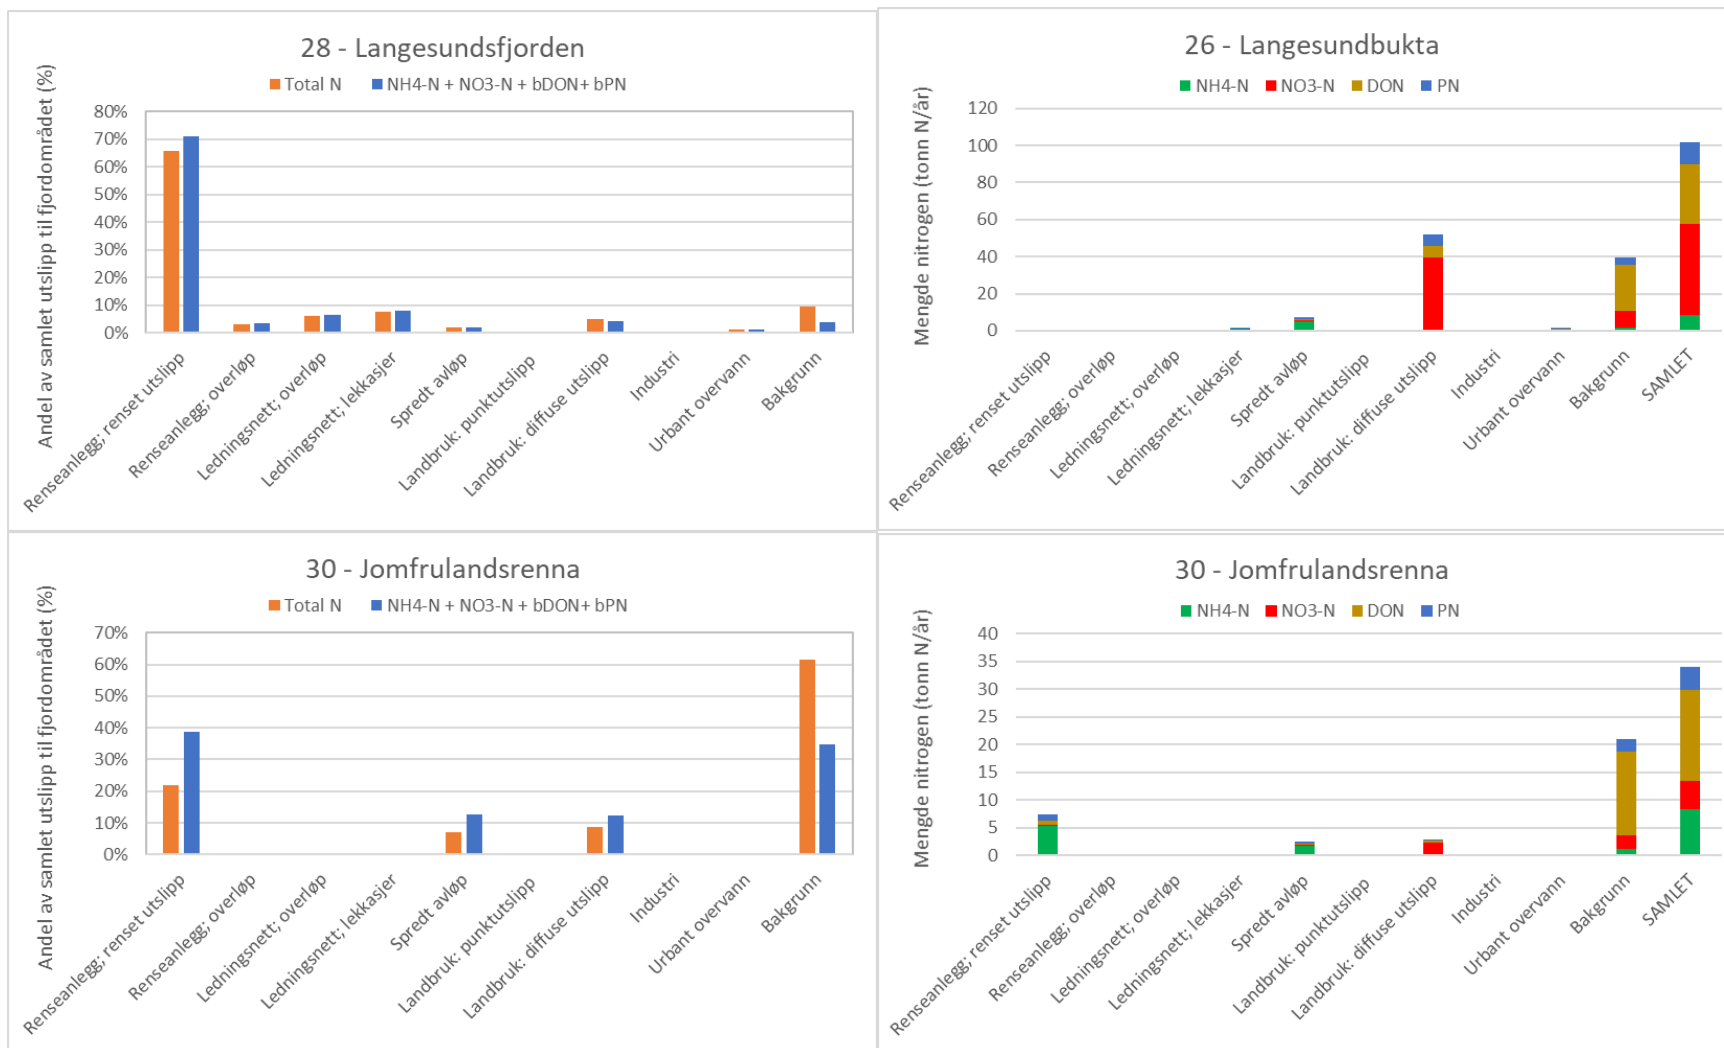 28 - Langesundsfjorden
Total N NH4-N + NO3-N + bDON+ bPN
Andel av samlet utslipp til fjordområdet (%)
80%
70%
60%
50%
40%
30%
20%
10%
0%
Renseanlegg; renset utslipp
Renseanlegg; overløp
Ledningsnett; overløp
Ledningsnett; lekkasjer
Spredt avløp
Landbruk: punktutslipp
Landbruk: diffuse utslipp
Industri
Urbant overvann
Bakgrunn
26 - Langesundbukta
NH4-N NO3-N DON PN
Mengde nitrogen (tonn N/år)
120
100
80
60
40
20
0
Renseanlegg; renset utslipp
Renseanlegg; overløp
Ledningsnett; overløp
Ledningsnett; lekkasjer
Spredt avløp
Landbruk: punktutslipp
Landbruk: diffuse utslipp
Industri
Urbant overvann
Bakgrunn
SAMLET
30 - Jomfrulandsrenna
Total N NH4-N + NO3-N + bDON+ bPN
Andel av samlet utslipp til fjordområdet (%)
70%
60%
50%
40%
30%
20%
10%
0%
Renseanlegg; renset utslipp
Renseanlegg; overløp
Ledningsnett; overløp
Ledningsnett; lekkasjer
Spredt avløp
Landbruk: punktutslipp
Landbruk: diffuse utslipp
Industri
Urbant overvann
Bakgrunn
30 - Jomfrulandsrenna
NH4-N NO3-N DON PN
Mengde nitrogen (tonn N/år)
40
35
30
25
20
15
10
5
0
Renseanlegg; renset utslipp
Renseanlegg; overløp
Ledningsnett; overløp
Ledningsnett; lekkasjer
Spredt avløp
Landbruk: punktutslipp
Landbruk: diffuse utslipp
Industri
Urbant overvann
Bakgrunn
SAMLET